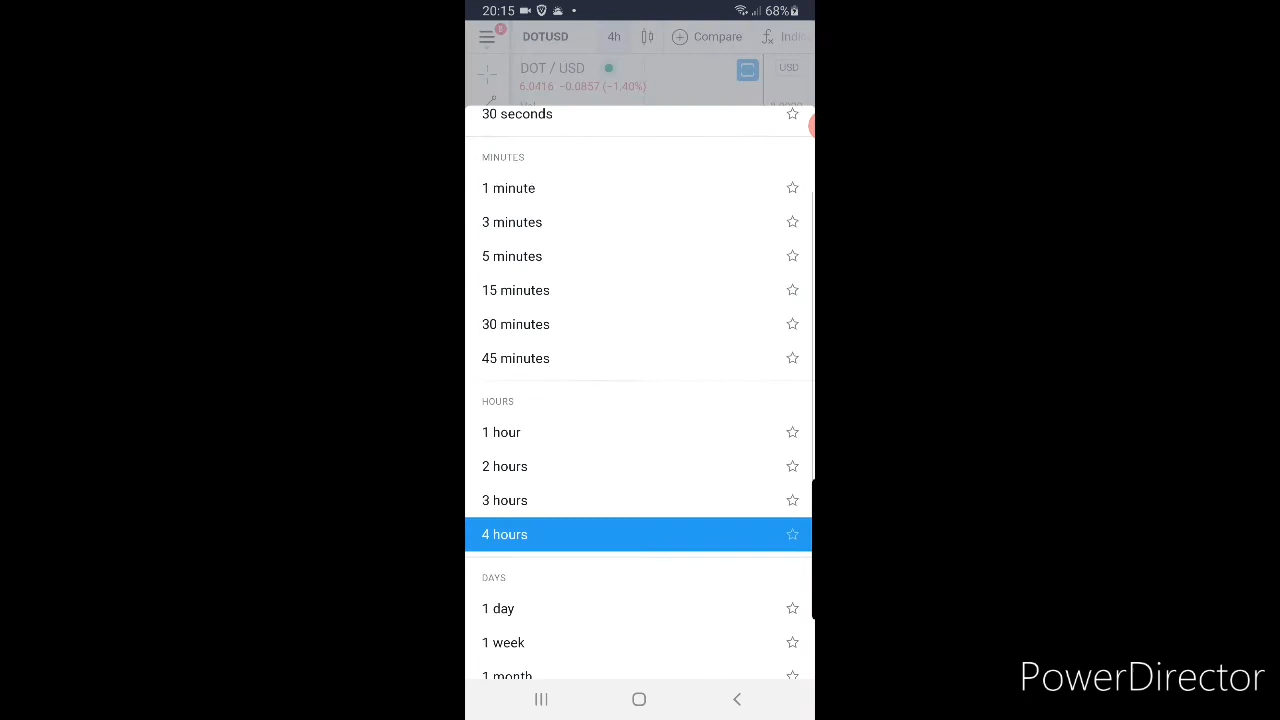 20:15 68%
8
DOTUSD 4h Compare Indi
DOT / USD USD
6.0416 −0.0857 (−1.40%)
30 seconds
MINUTES
1 minute
3 minutes
5 minutes
15 minutes
30 minutes
45 minutes
HOURS
1 hour
2 hours
3 hours
4 hours
DAYS
1 day
1 week
1 month
PowerDirector